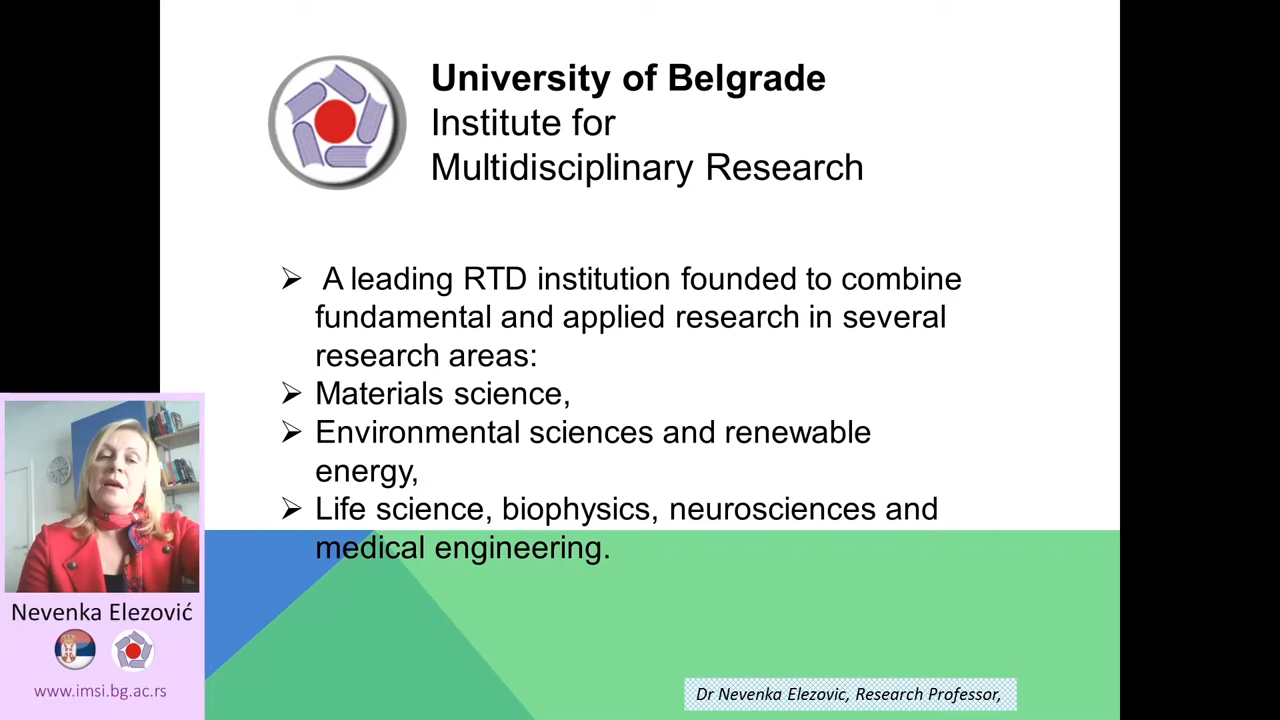 University of Belgrade
Institute for
Multidisciplinary Research
A leading RTD institution founded to combine
fundamental and applied research in several
research areas:
Materials science,
Environmental sciences and renewable
energy,
Life science, biophysics, neurosciences and
medical engineering.
Nevenka Elezović
www.imsi.bg.ac.rs
Dr Nevenka Elezovic, Research Professor,